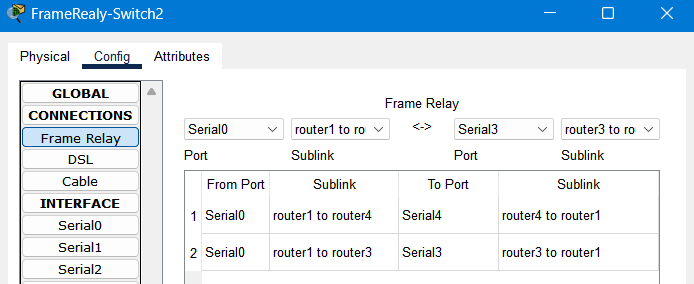 FrameRealy-Switch2
Physical Config Attributes
GLOBAL
CONNECTIONS
Frame Relay
DSL
Cable
INTERFACE
Serial0
Serial1
Serial2
Frame Relay
Serial0 router1 to rou <-> Serial3 router3 to ro
Port Sublink Port Sublink
From Port Sublink To Port Sublink
1 Serial0 router1 to router4 Serial4 router4 to router1
2 Serial0 router1 to router3 Serial3 router3 to router1